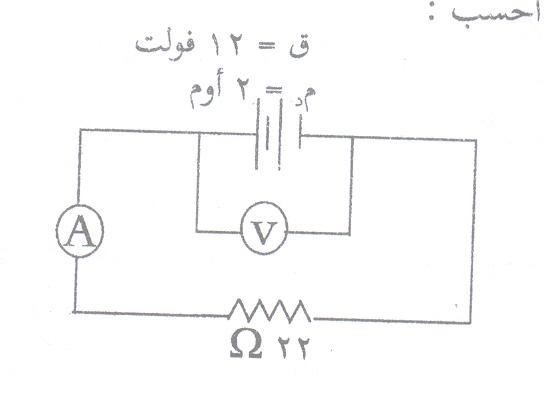 احسب :
ق = ١٢ فولت
م د = ٢ أوم
A
V
٢٢ Ω